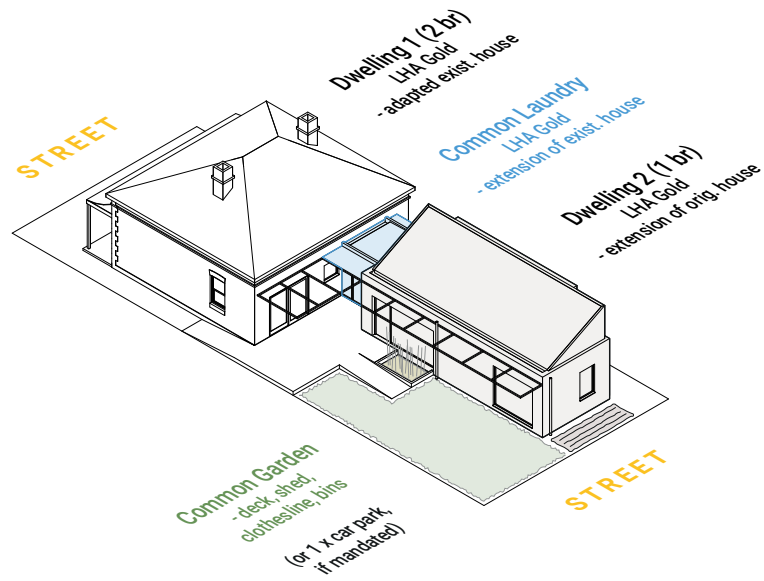 STREET
Dwelling 1 (2 br)
LHA Gold
- adapted exist. house
Common Laundry
LHA Gold
- extension of exist. house
Dwelling 2 (1 br)
LHA Gold
- extension of orig. house
Common Garden
- deck, shed,
clothesline, bins
(or 1 x car park,
if mandated)
STREET